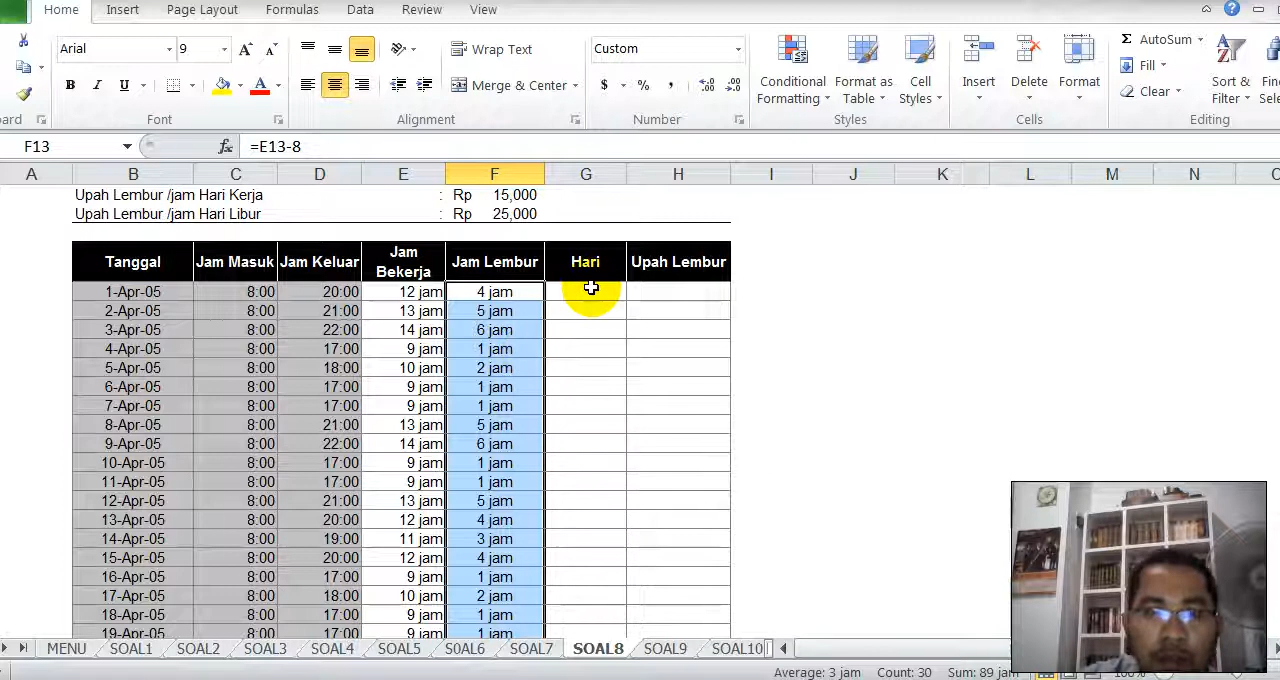 Home Insert Page Layout Formulas Data Review View
Arial 9 Wrap Text Custom AutoSum
Fill
B I U Merge & Center $ % , Conditional Formatting Format as Table Cell Styles Insert Delete Format Clear Sort & Filter
Font Alignment Number Styles Cells Editing
F13 fx =E13-8
A B C D E F G H I J K L M N
Upah Lembur /jam Hari Kerja : Rp 15,000
Upah Lembur /jam Hari Libur : Rp 25,000
Tanggal Jam Masuk Jam Keluar Jam Bekerja Jam Lembur Hari Upah Lembur
1-Apr-05 8:00 20:00 12 jam 4 jam
2-Apr-05 8:00 21:00 13 jam 5 jam
3-Apr-05 8:00 22:00 14 jam 6 jam
4-Apr-05 8:00 17:00 9 jam 1 jam
5-Apr-05 8:00 18:00 10 jam 2 jam
6-Apr-05 8:00 17:00 9 jam 1 jam
7-Apr-05 8:00 17:00 9 jam 1 jam
8-Apr-05 8:00 21:00 13 jam 5 jam
9-Apr-05 8:00 22:00 14 jam 6 jam
10-Apr-05 8:00 17:00 9 jam 1 jam
11-Apr-05 8:00 17:00 9 jam 1 jam
12-Apr-05 8:00 21:00 13 jam 5 jam
13-Apr-05 8:00 20:00 12 jam 4 jam
14-Apr-05 8:00 19:00 11 jam 3 jam
15-Apr-05 8:00 20:00 12 jam 4 jam
16-Apr-05 8:00 17:00 9 jam 1 jam
17-Apr-05 8:00 18:00 10 jam 2 jam
18-Apr-05 8:00 17:00 9 jam 1 jam
19-Apr-05 8:00 17:00 9 jam 1 jam
MENU SOAL1 SOAL2 SOAL3 SOAL4 SOAL5 S0AL6 SOAL7 SOAL8 SOAL9 SOAL10
Average: 3 jam Count: 30 Sum: 89 jam 100%